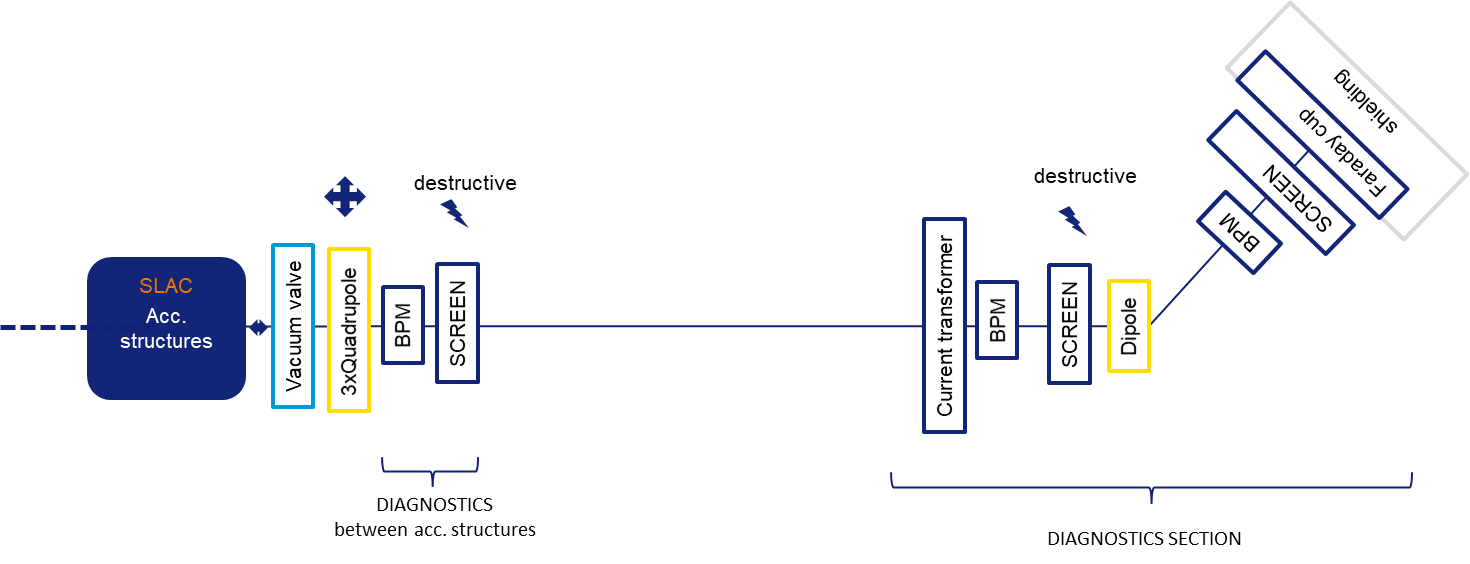 SLAC
Acc.
structures
Vacuum valve
3xQuadrupole
BPM
destructive
SCREEN
DIAGNOSTICS
between acc. structures
Current transformer
BPM
destructive
SCREEN
Dipole
BPM
SCREEN
Faraday cup
shielding
DIAGNOSTICS SECTION